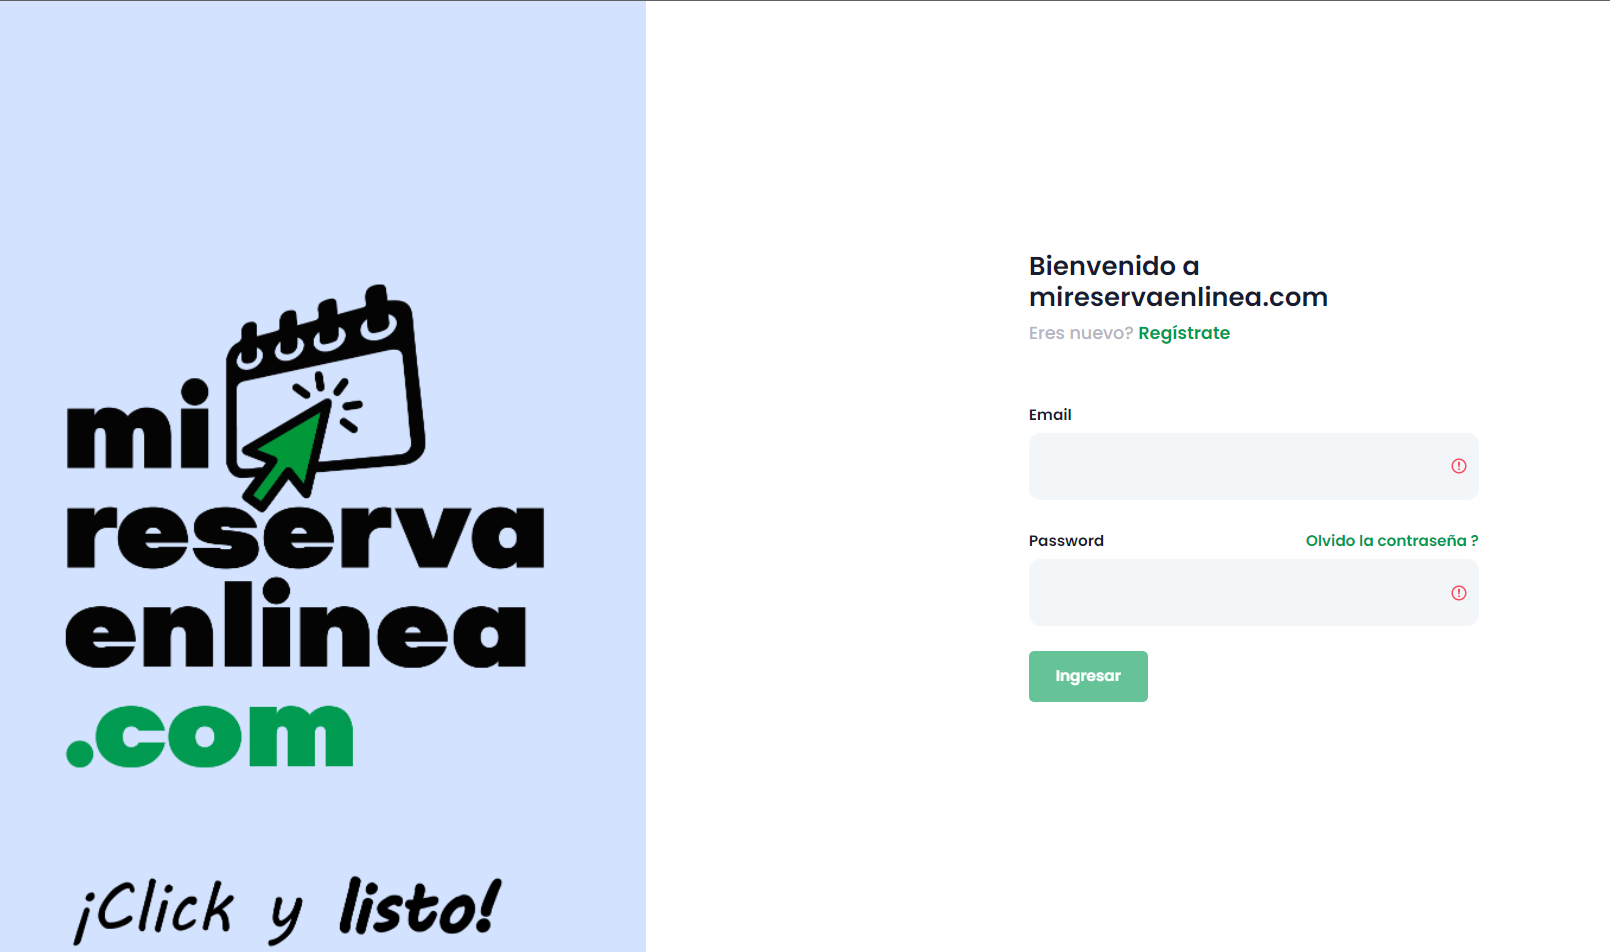 mi
reserva
enlinea
.com
¡Click y listo!
Bienvenido a
mireservaenlinea.com
Eres nuevo? Regístrate
Email
Password Olvido la contraseña ?
Ingresar